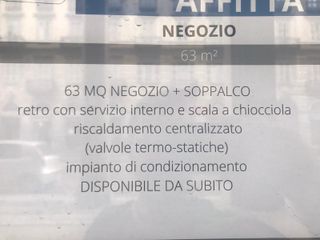 AFFITTA
NEGOZIO
63 m²
63 MQ NEGOZIO + SOPPALCO
retro con servizio interno e scala a chiocciola
riscaldamento centralizzato
(valvole termo-statiche)
impianto di condizionamento
DISPONIBILE DA SUBITO